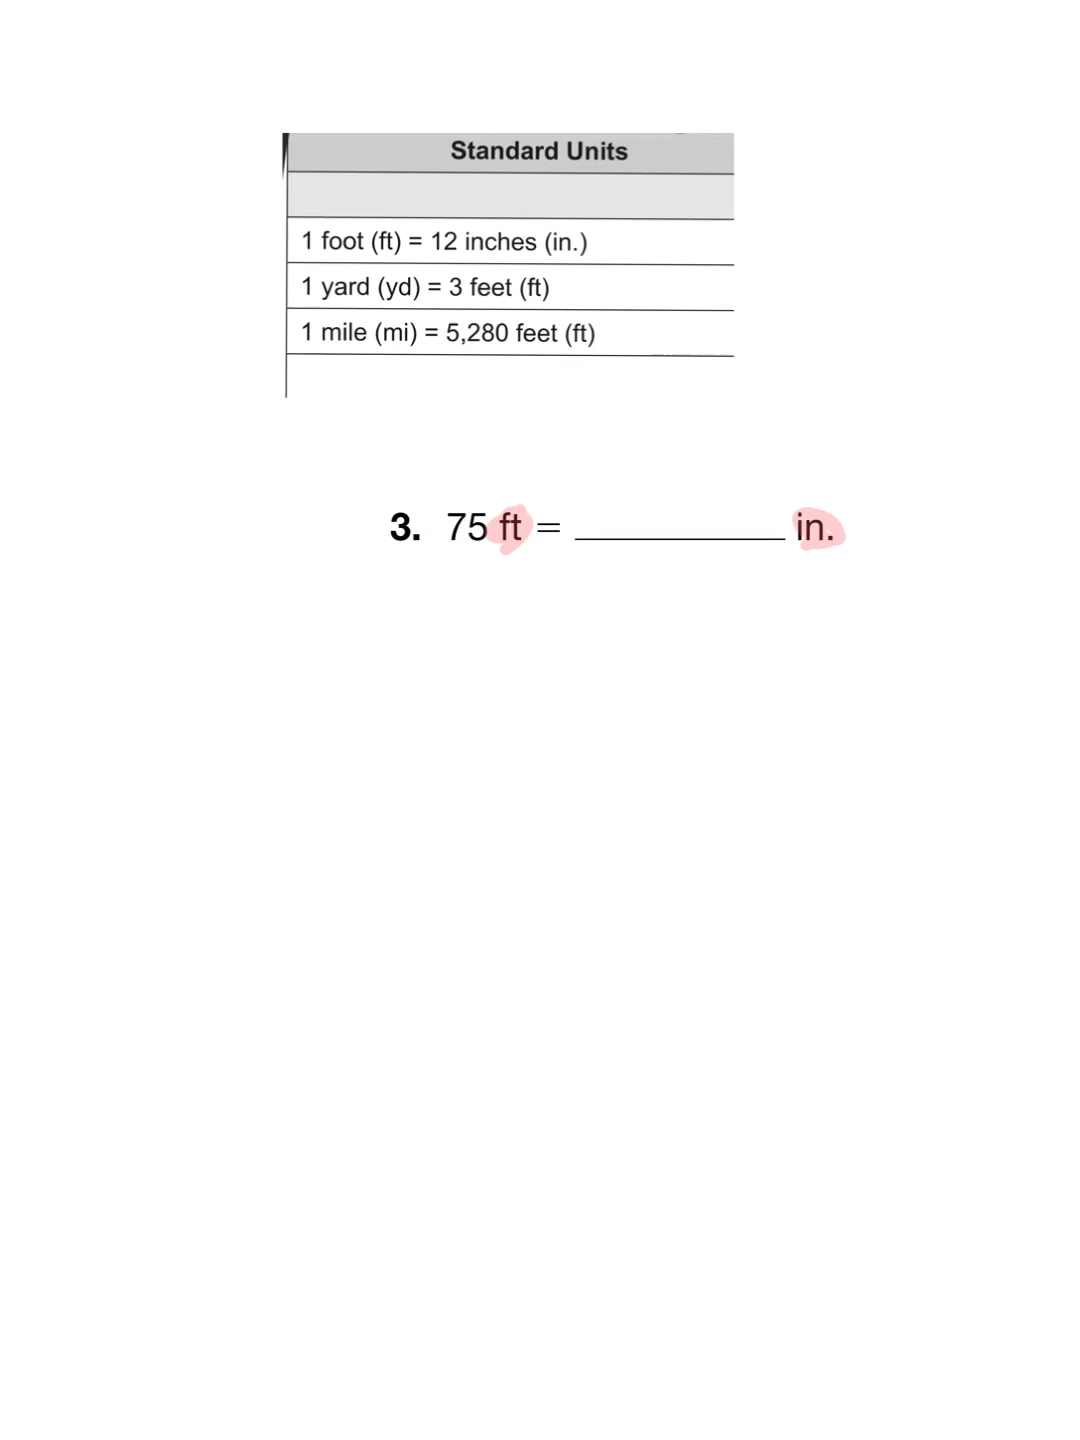 Standard Units
1 foot (ft) = 12 inches (in.)
1 yard (yd) = 3 feet (ft)
1 mile (mi) = 5,280 feet (ft)
3. 75 ft = __________ in.